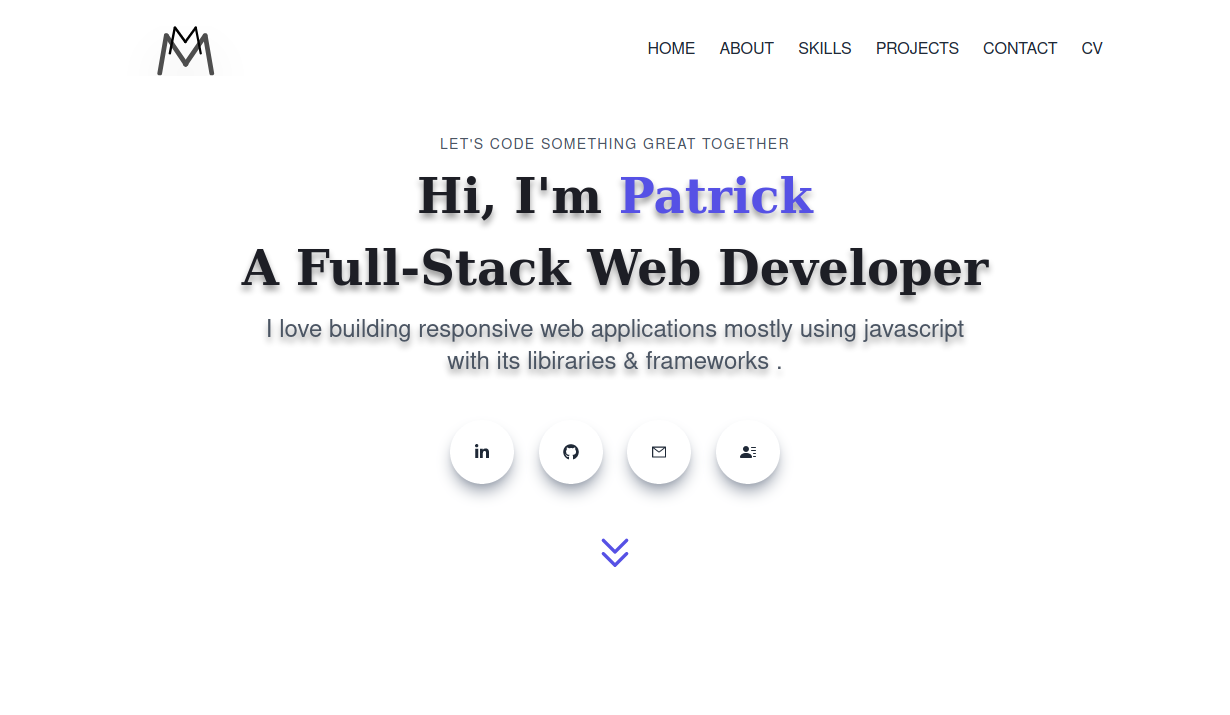 HOME ABOUT SKILLS PROJECTS CONTACT CV
LET'S CODE SOMETHING GREAT TOGETHER
Hi, I'm Patrick
A Full-Stack Web Developer
I love building responsive web applications mostly using javascript
with its libiraries & frameworks .
in